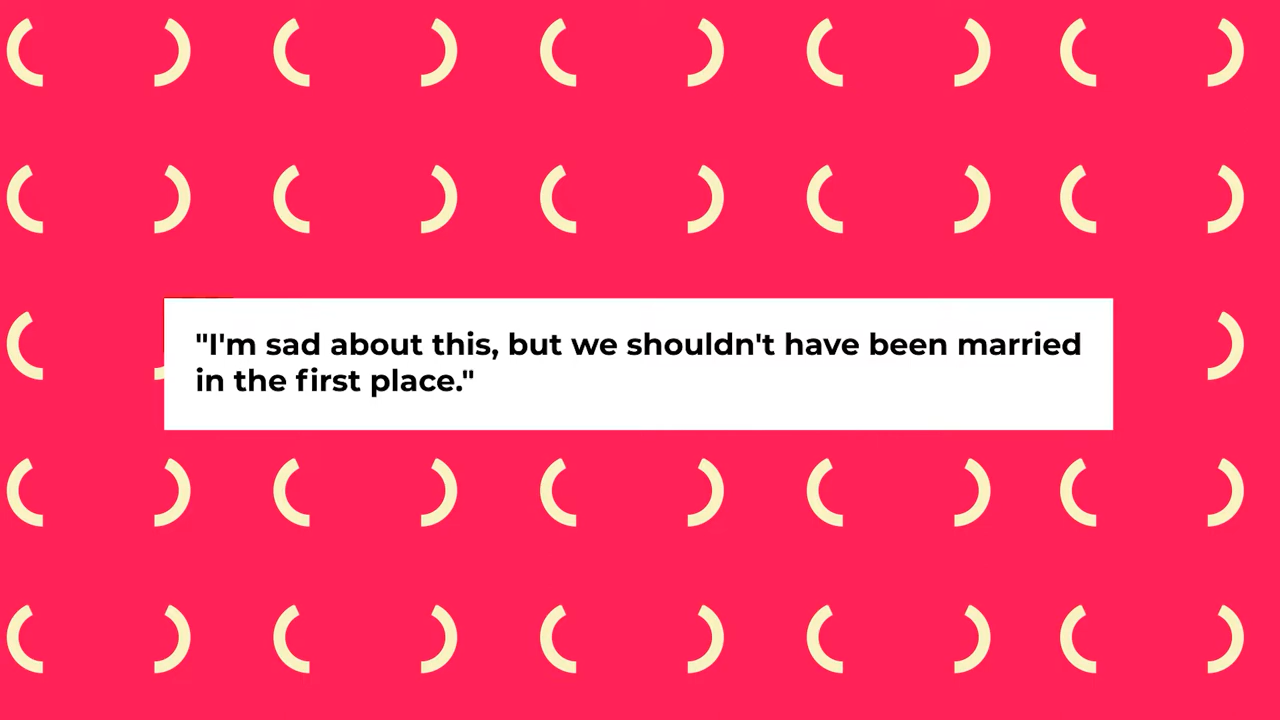 "I'm sad about this, but we shouldn't have been married
in the first place."